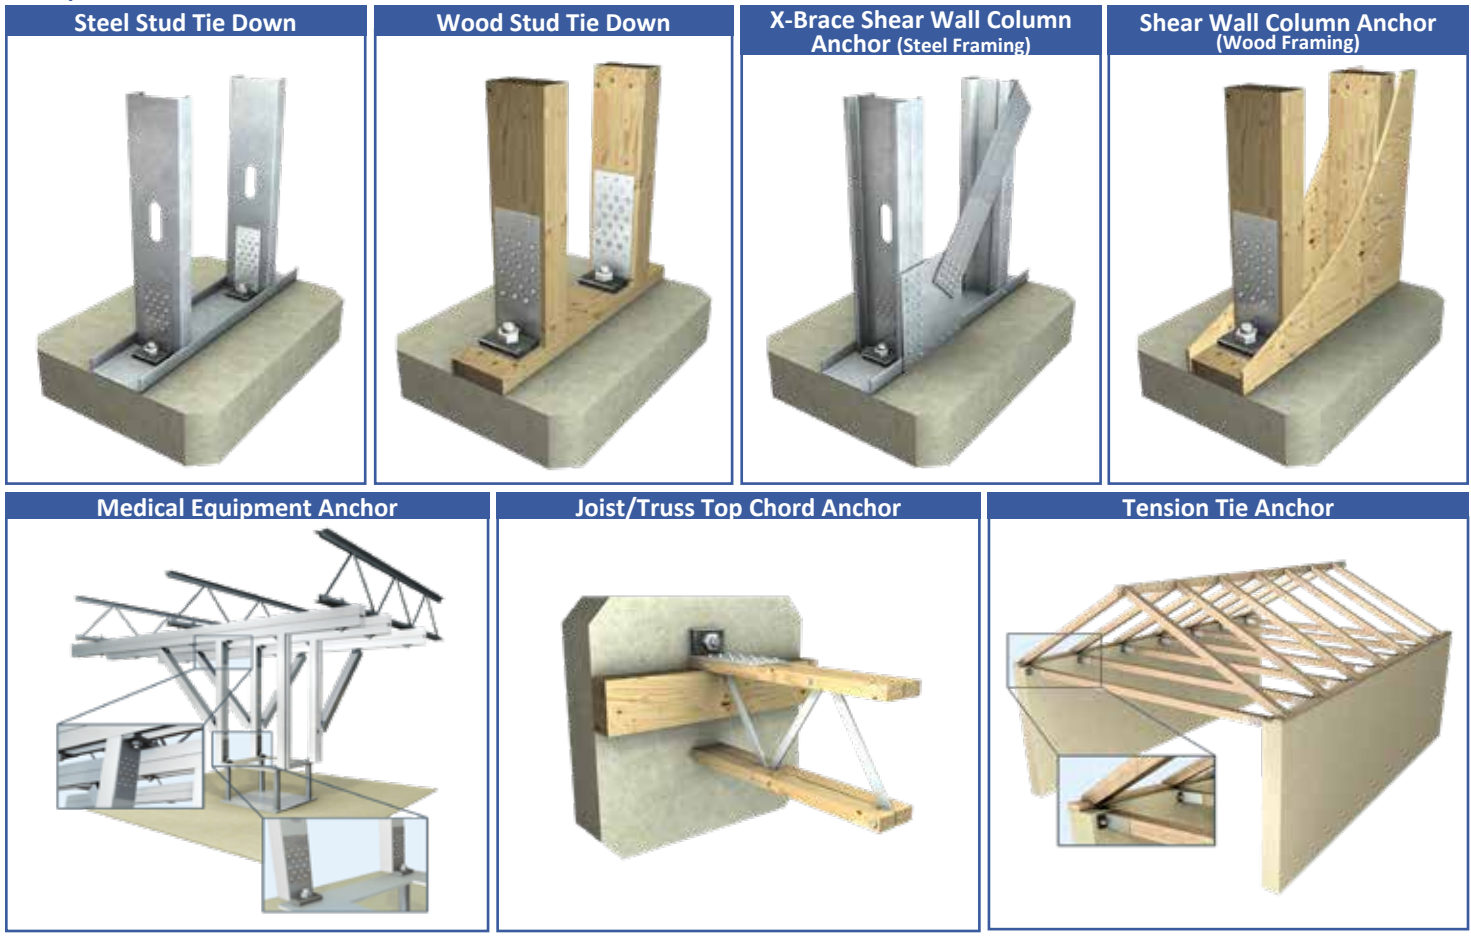 Steel Stud Tie Down
Wood Stud Tie Down
X-Brace Shear Wall Column
Anchor (Steel Framing)
Shear Wall Column Anchor
(Wood Framing)
Medical Equipment Anchor
Joist/Truss Top Chord Anchor
Tension Tie Anchor